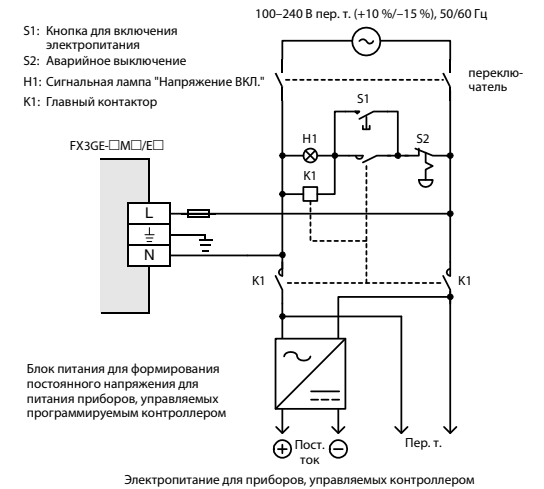 100–240 В пер. т. (+10 %/–15 %), 50/60 Гц
S1: Кнопка для включения
электропитания
S2: Аварийное выключение
H1: Сигнальная лампа "Напряжение ВКЛ."
K1: Главный контактор
переклю-
чатель
S1
FX3GE-□M□/E□
H1
S2
K1
L
N
K1
K1
Блок питания для формирования
постоянного напряжения для
питания приборов, управляемых
программируемым контроллером
Пост.
ток
Пер. т.
Электропитание для приборов, управляемых контроллером